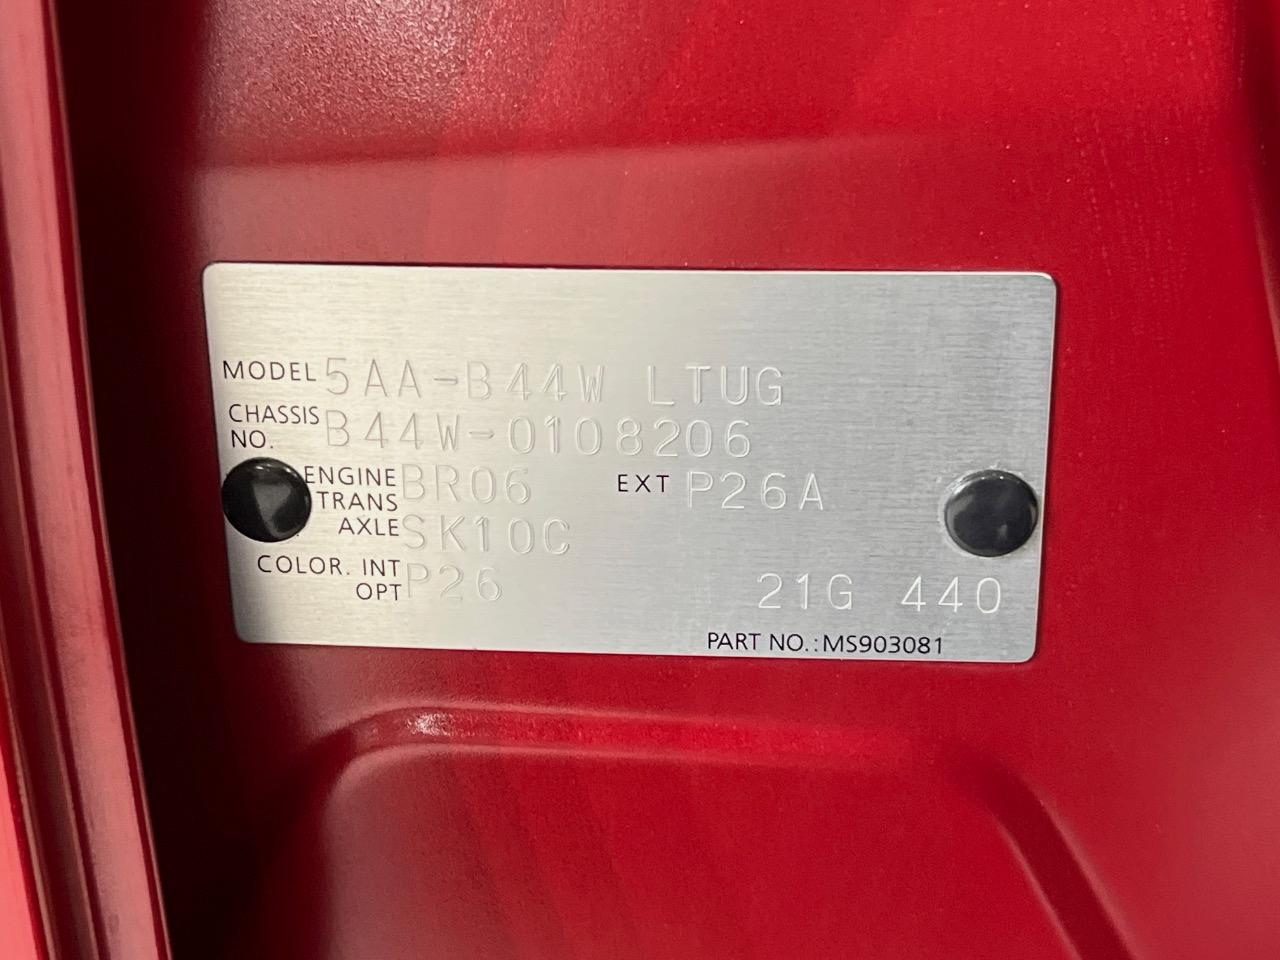 MODEL 5AA-B44W LTUG
CHASSIS NO. B44W-0108206
ENGINE BR06 EXT P26A
TRANS AXLE SK10C
COLOR. INT P26
OPT 21G 440
PART NO.:MS903081